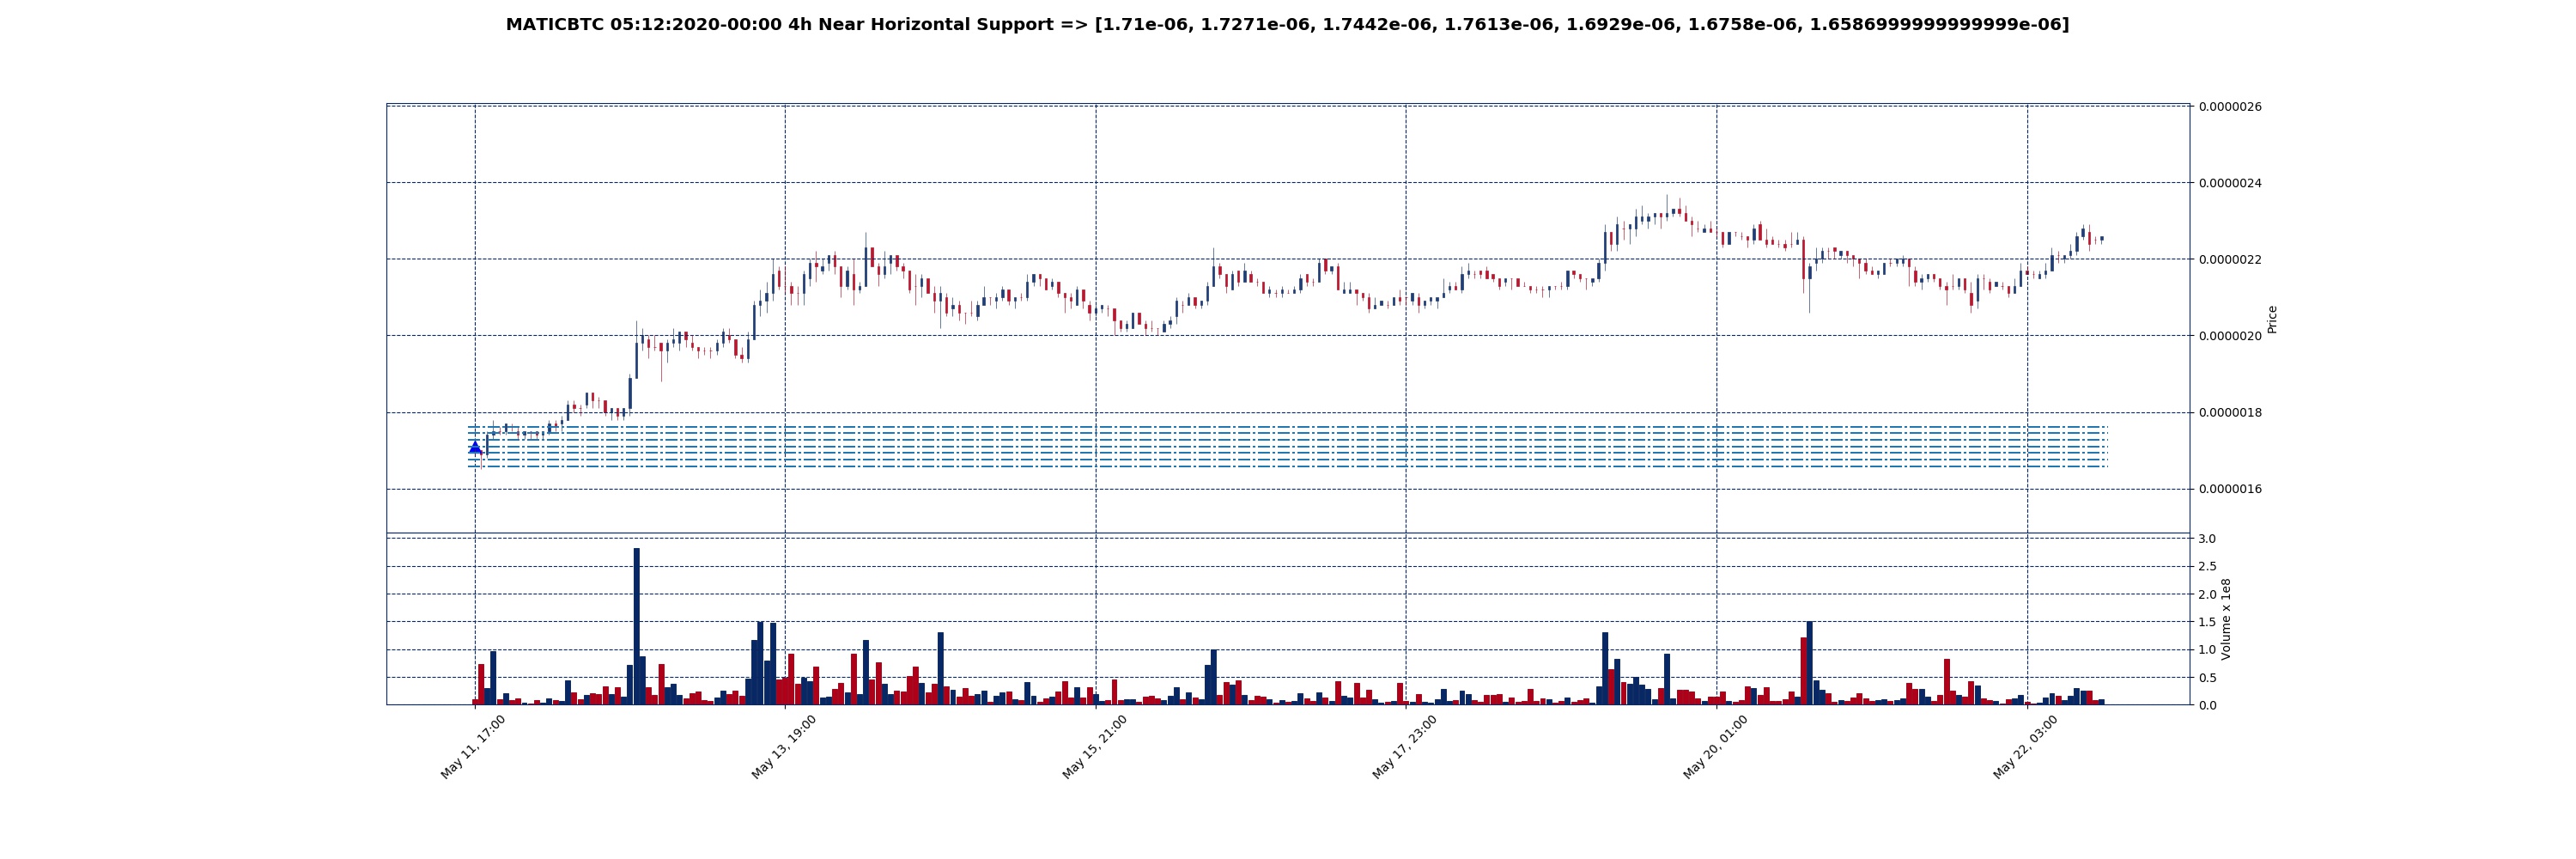 MATICBTC 05:12:2020-00:00 4h Near Horizontal Support => [1.71e-06, 1.7271e-06, 1.7442e-06, 1.7613e-06, 1.6929e-06, 1.6758e-06, 1.6586999999999999e-06]
0.0000026
0.0000024
0.0000022
0.0000020
0.0000018
0.0000016
Price
3.0
2.5
2.0
1.5
1.0
0.5
0.0
Volume x 1e8
May 11, 17:00
May 13, 19:00
May 15, 21:00
May 17, 23:00
May 20, 01:00
May 22, 03:00